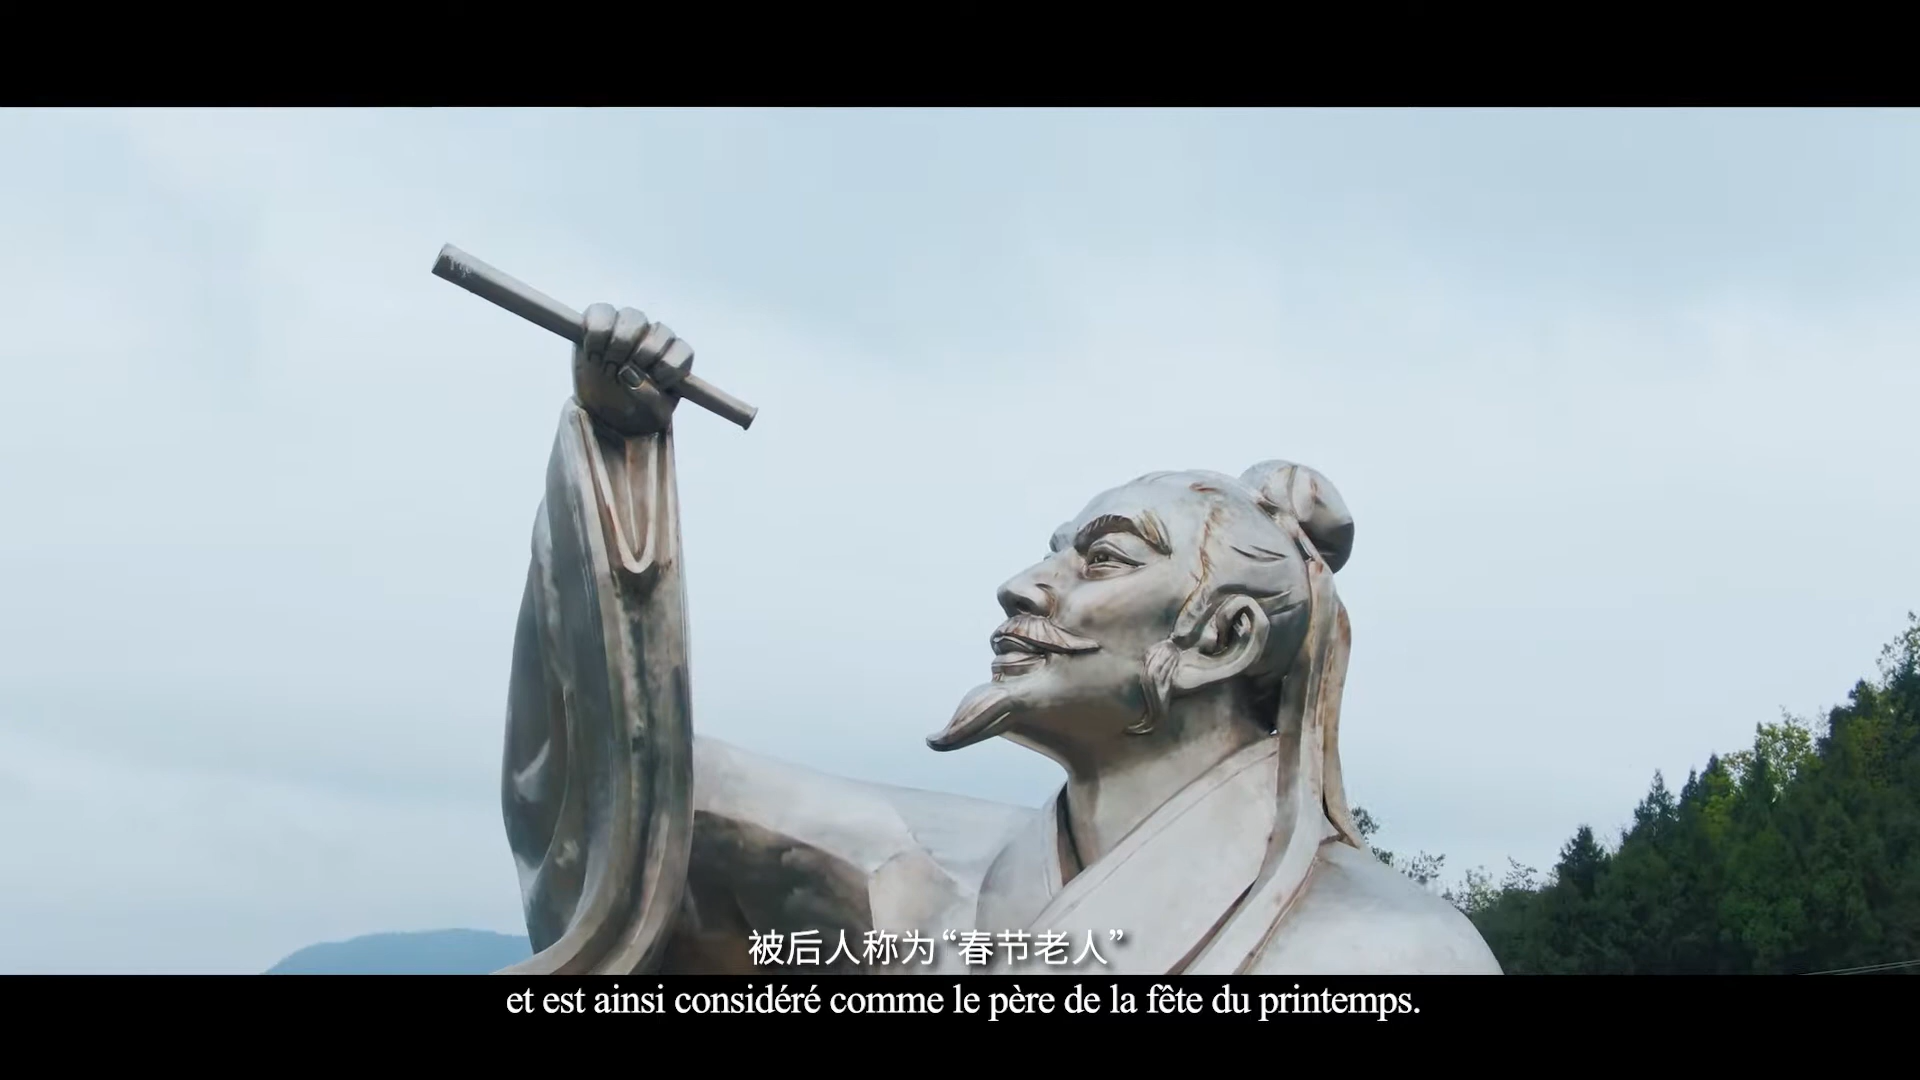 被后人称为“春节老人”
et est ainsi considéré comme le père de la fête du printemps.